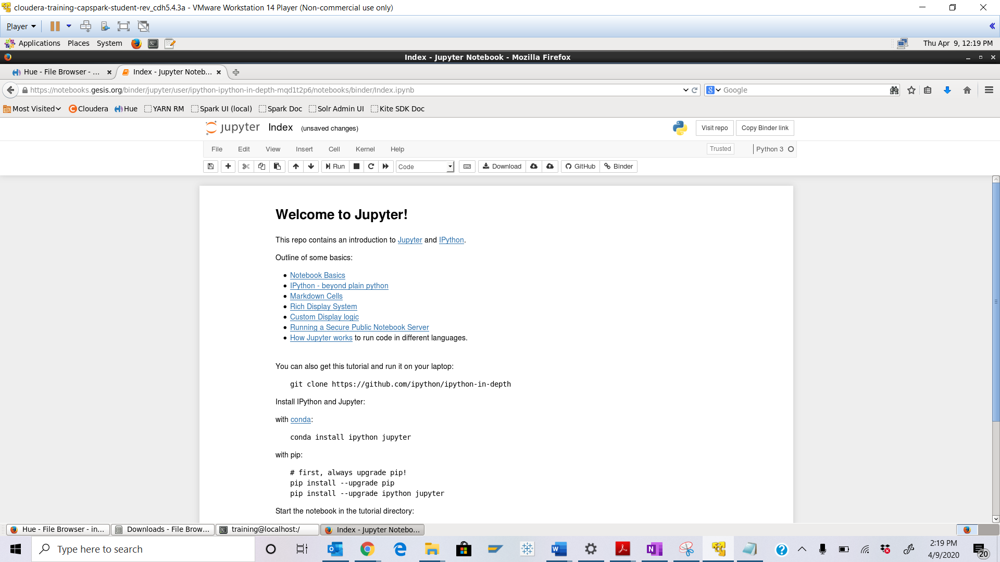 cloudera-training-capspark-student-rev_cdh5.4.3a - VMware Workstation 14 Player (Non-commercial use only)
Player
Applications Places System Thu Apr 9, 12:19 PM
Index - Jupyter Notebook - Mozilla Firefox
Hue - File Browser - ... Index - Jupyter Noteb...
https://notebooks.gesis.org/binder/jupyter/user/ipython-ipython-in-depth-mqd1t2p6/notebooks/binder/Index.ipynb Google
Most Visited Cloudera Hue YARN RM Spark UI (local) Spark Doc Solr Admin UI Kite SDK Doc
jupyter Index (unsaved changes) Visit repo Copy Binder link
File Edit View Insert Cell Kernel Help Trusted Python 3
Run Code Download GitHub Binder
Welcome to Jupyter!
This repo contains an introduction to Jupyter and IPython.
Outline of some basics:
Notebook Basics
IPython - beyond plain python
Markdown Cells
Rich Display System
Custom Display logic
Running a Secure Public Notebook Server
How Jupyter works to run code in different languages.
You can also get this tutorial and run it on your laptop:
git clone https://github.com/ipython/ipython-in-depth
Install IPython and Jupyter:
with conda:
conda install ipython jupyter
with pip:
# first, always upgrade pip!
pip install --upgrade pip
pip install --upgrade ipython jupyter
Start the notebook in the tutorial directory:
Hue - File Browser - in... Downloads - File Brow... training@localhost:/ Index - Jupyter Notebo...
Type here to search 2:19 PM
4/9/2020 20